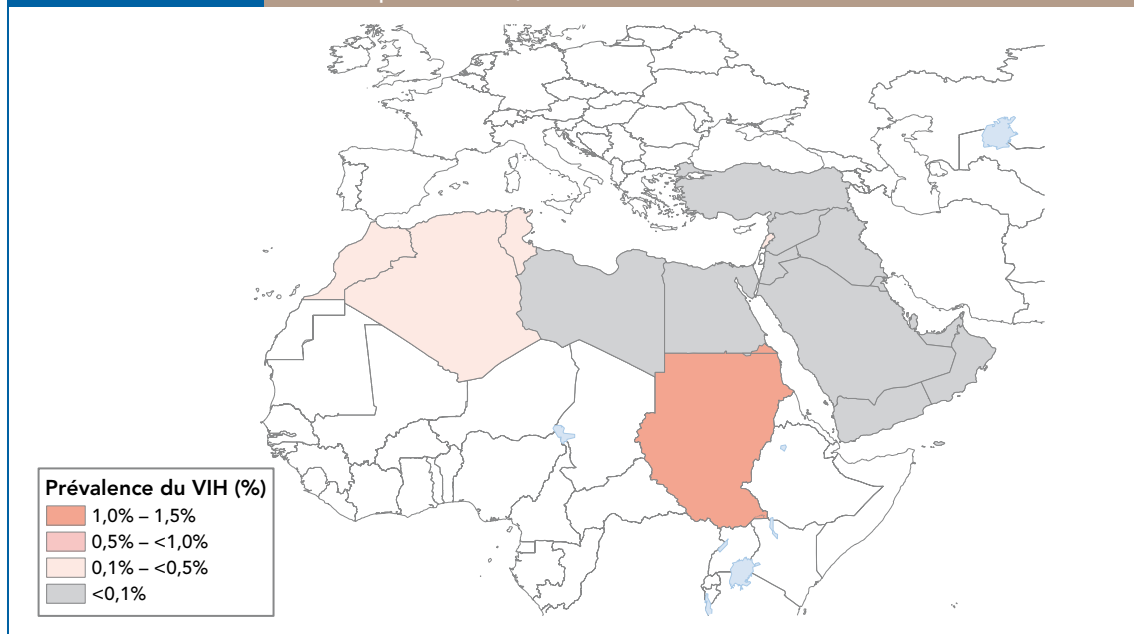 Prévalence du VIH (%)
1,0% – 1,5%
0,5% – <1,0%
0,1% – <0,5%
<0,1%